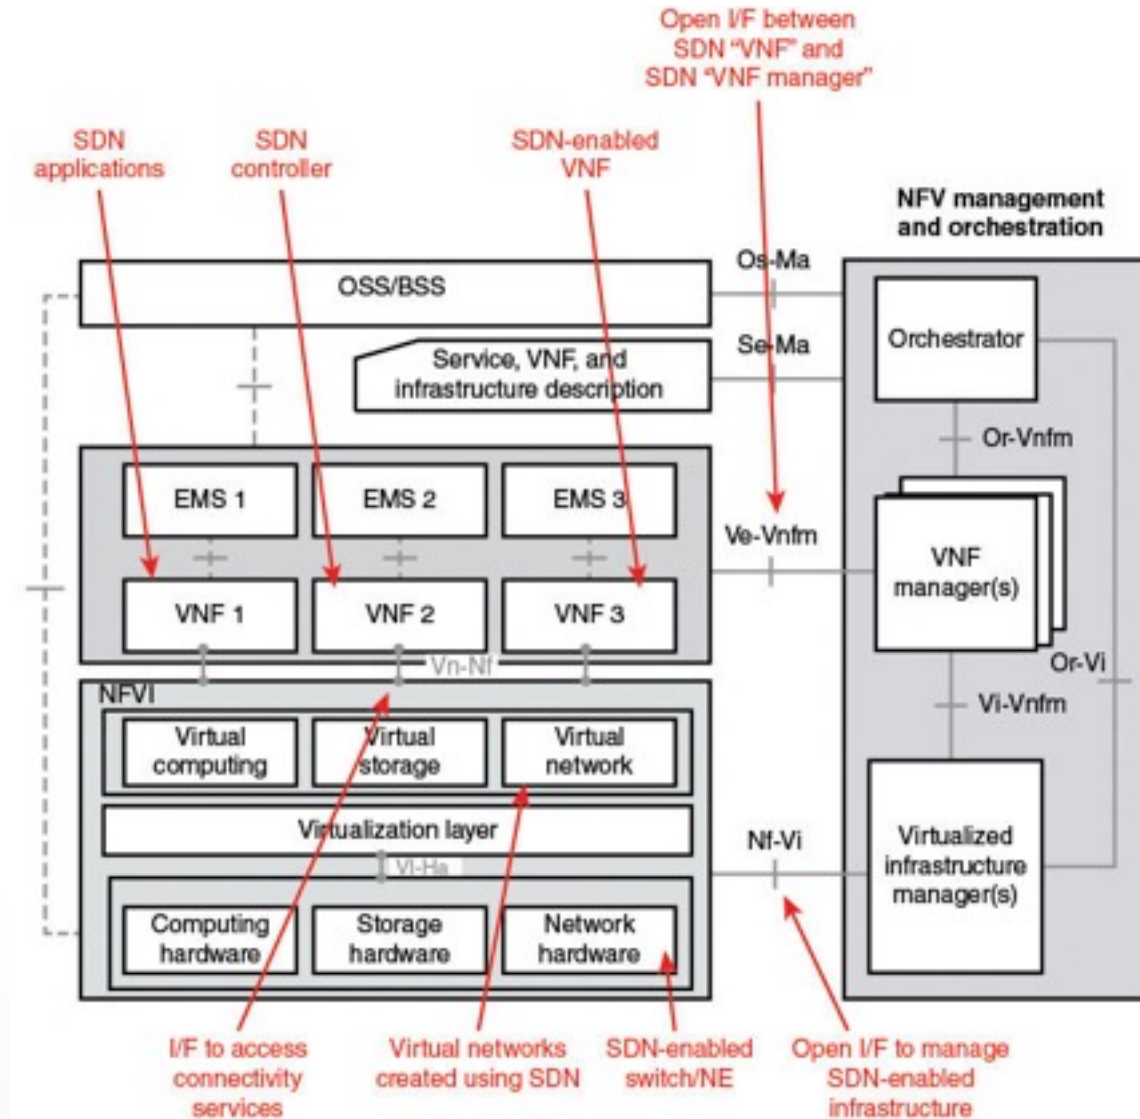 Open I/F between
SDN “VNF” and
SDN “VNF manager”
SDN
applications
SDN
controller
SDN-enabled
VNF
NFV management
and orchestration
OSS/BSS
Os-Ma
Orchestrator
Service, VNF, and
infrastructure description
Se-Ma
Or-Vnfm
EMS 1
EMS 2
EMS 3
Ve-Vnfm
VNF
manager(s)
VNF 1
VNF 2
VNF 3
Vn-Nf
Or-Vi
NFVI
Vi-Vnfm
Virtual
computing
Virtual
storage
Virtual
network
Virtualization layer
Nf-Vi
Virtualized
infrastructure
manager(s)
Vl-Ha
Computing
hardware
Storage
hardware
Network
hardware
I/F to access
connectivity
services
Virtual networks
created using SDN
SDN-enabled
switch/NE
Open I/F to manage
SDN-enabled
infrastructure